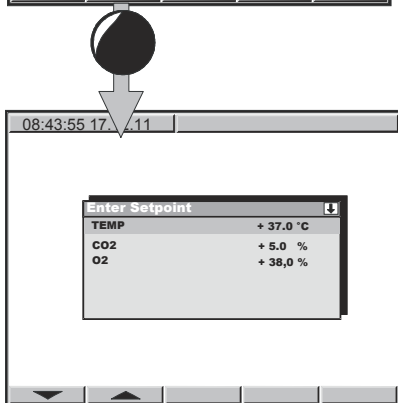 08:43:55 17. .11
Enter Setpoint
TEMP + 37.0 °C
CO2 + 5.0 %
O2 + 38,0 %